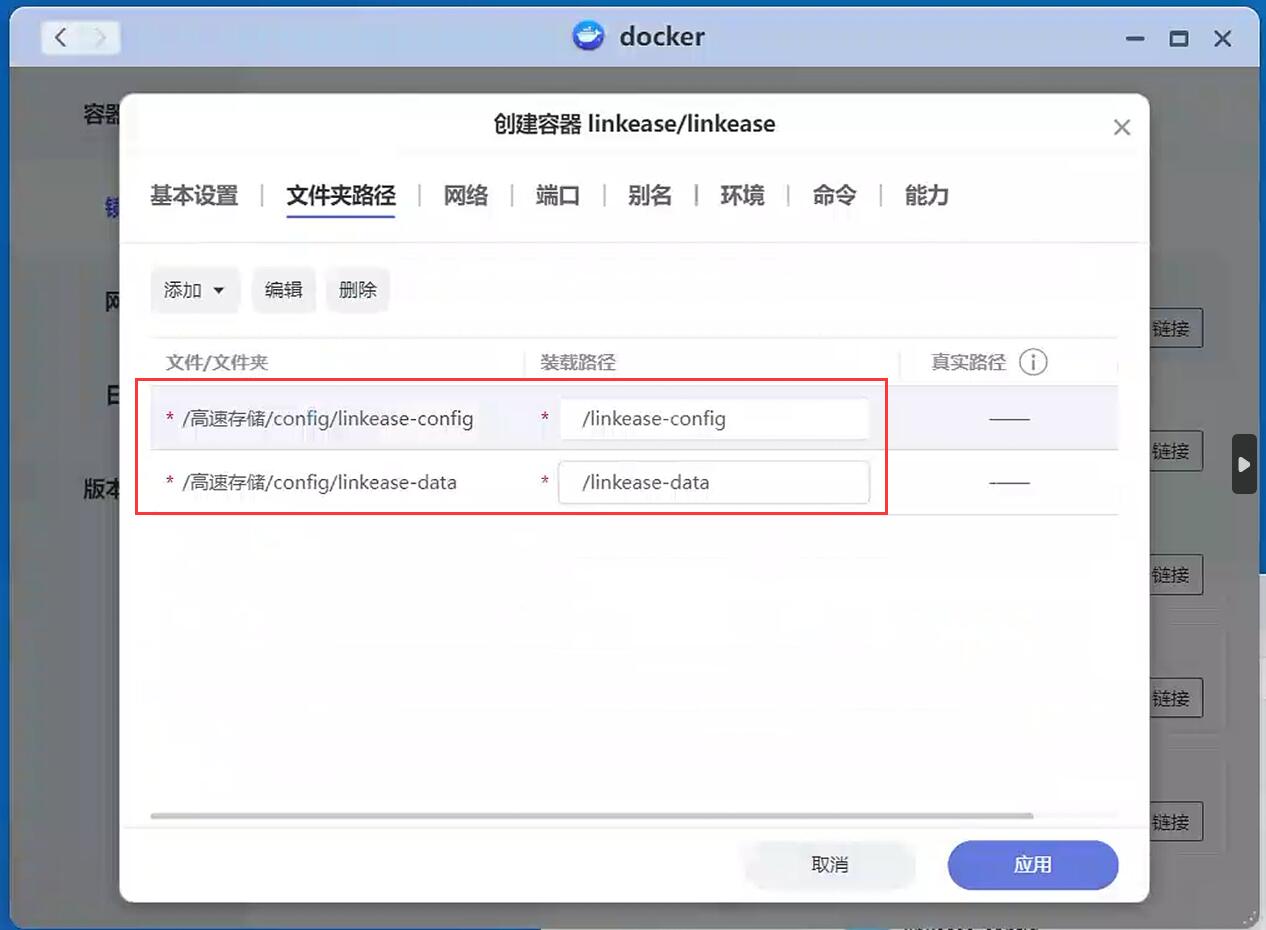 docker
创建容器 linkease/linkease
基本设置 | 文件夹路径 | 网络 | 端口 | 别名 | 环境 | 命令 | 能力
添加 编辑 删除
文件/文件夹 装载路径 真实路径
* /高速存储/config/linkease-config * /linkease-config ——
* /高速存储/config/linkease-data * /linkease-data ——
容器
版本
链接
链接
链接
链接
链接
取消 应用